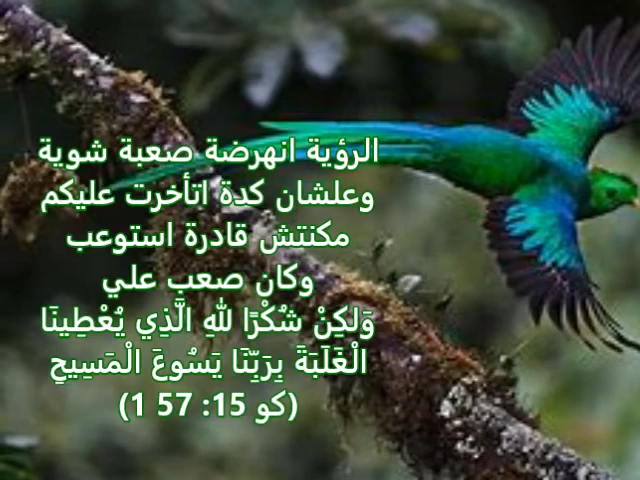 الرؤية انهرضة صعبة شوية
وعلشان كدة اتأخرت عليكم
مكنتش قادرة استوعب
وكان صعب علي
وَلكِنْ شُكْرًا للهِ الَّذِي يُعْطِينَا
الْغَلَبَةَ بِرَبِّنَا يَسُوعَ الْمَسِيحِ
(كو 15: 57 1)